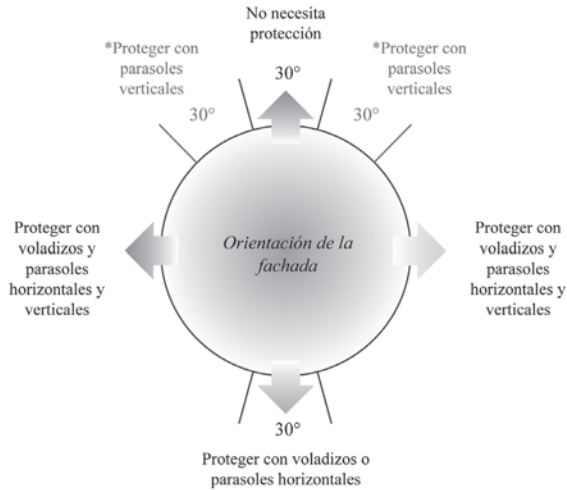 No necesita
protección
*Proteger con
parasoles
verticales
*Proteger con
parasoles
verticales
30°
30°
30°
Proteger con
voladizos y
parasoles
horizontales y
verticales
Orientación de la
fachada
Proteger con
voladizos y
parasoles
horizontales y
verticales
30°
Proteger con voladizos o
parasoles horizontales